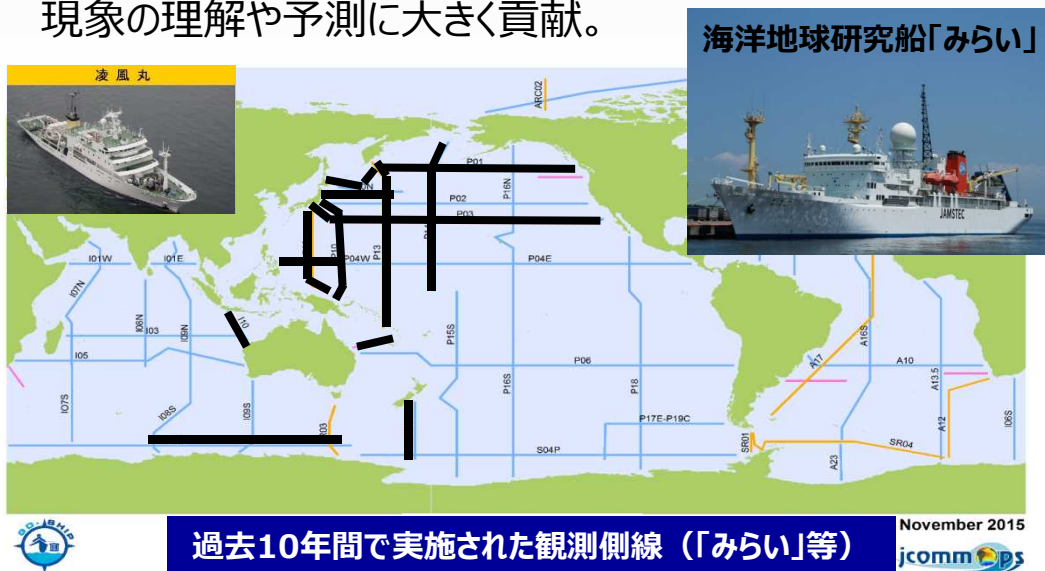 現象の理解や予測に大きく貢献。
海洋地球研究船「みらい」
凌風丸
JAMSTEC
ARC02
P01
P16N
P02
P03
P10
P13
P04W
P04E
I01W
I01E
I07N
I08N
I09N
I03
I10
I05
P15S
P06
A16S
A17
A10
I07S
I08S
I09S
P16S
P18
A13.5
P17E-P19C
A12
I06S
S04P
SR01
SR04
A23
GO-SHIP
過去10年間で実施された観測側線（「みらい」等）
November 2015
jcommops